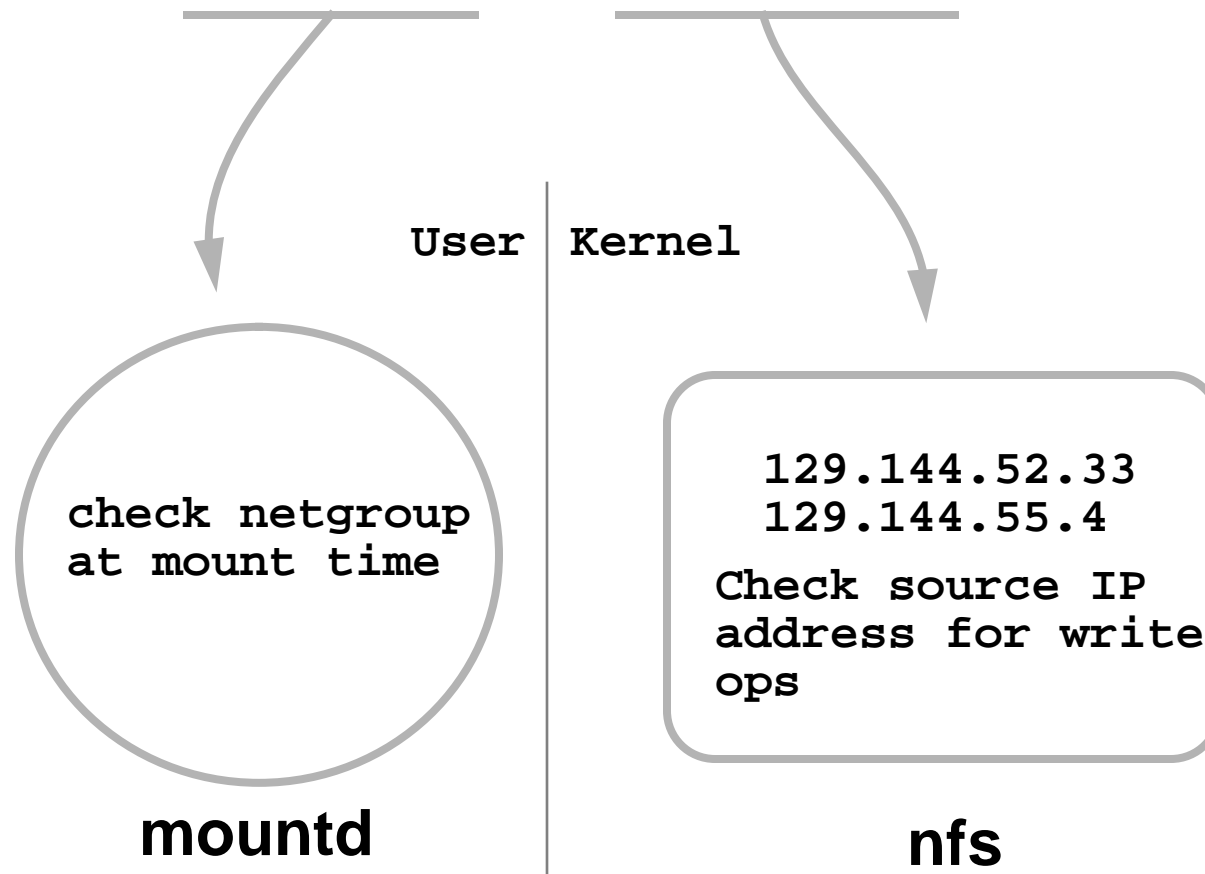 User Kernel
check netgroup
at mount time
129.144.52.33
129.144.55.4
Check source IP
address for write
ops
mountd
nfs